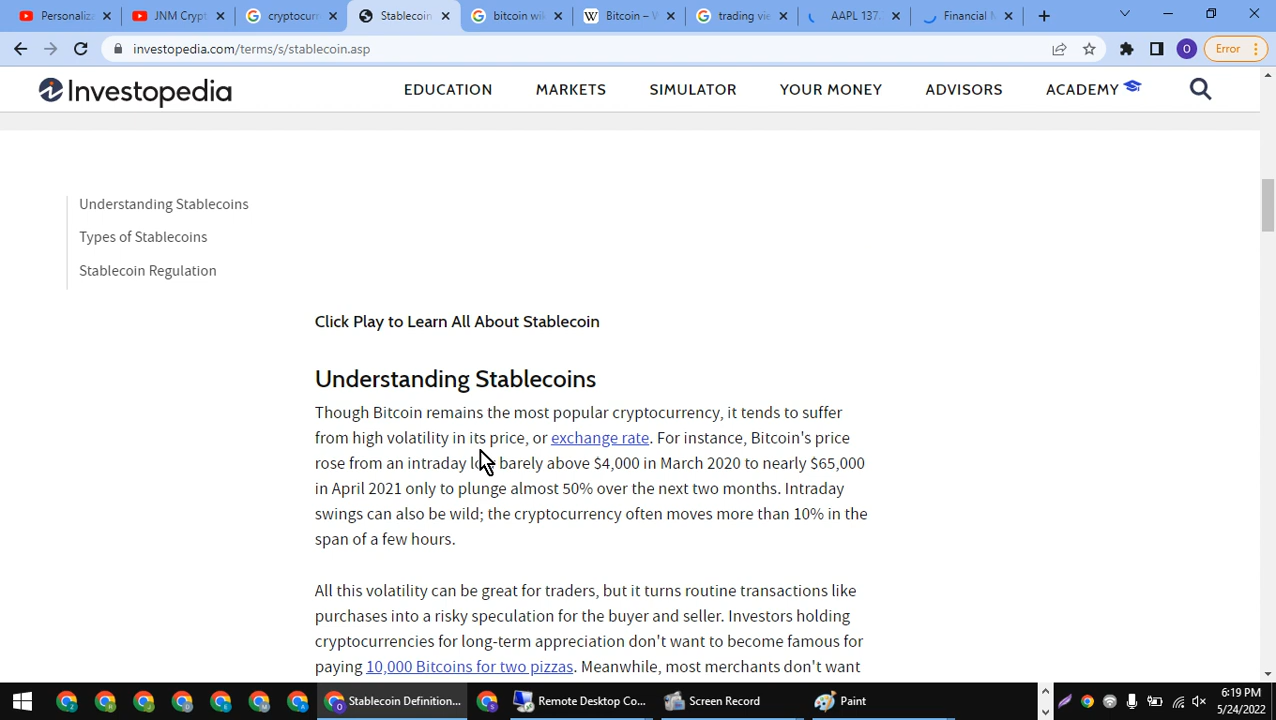 Personaliza
JNM Crypt
cryptocurr
Stablecoin
bitcoin wil
Bitcoin – W
trading vie
AAPL 137.
Financial M
investopedia.com/terms/s/stablecoin.asp
O
Error
Investopedia
EDUCATION
MARKETS
SIMULATOR
YOUR MONEY
ADVISORS
ACADEMY
Understanding Stablecoins
Types of Stablecoins
Stablecoin Regulation
Click Play to Learn All About Stablecoin
Understanding Stablecoins
Though Bitcoin remains the most popular cryptocurrency, it tends to suffer
from high volatility in its price, or exchange rate. For instance, Bitcoin's price
rose from an intraday low barely above $4,000 in March 2020 to nearly $65,000
in April 2021 only to plunge almost 50% over the next two months. Intraday
swings can also be wild; the cryptocurrency often moves more than 10% in the
span of a few hours.
All this volatility can be great for traders, but it turns routine transactions like
purchases into a risky speculation for the buyer and seller. Investors holding
cryptocurrencies for long-term appreciation don't want to become famous for
paying 10,000 Bitcoins for two pizzas. Meanwhile, most merchants don't want
Stablecoin Definition...
Remote Desktop Co...
Screen Record
Paint
6:19 PM
5/24/2022